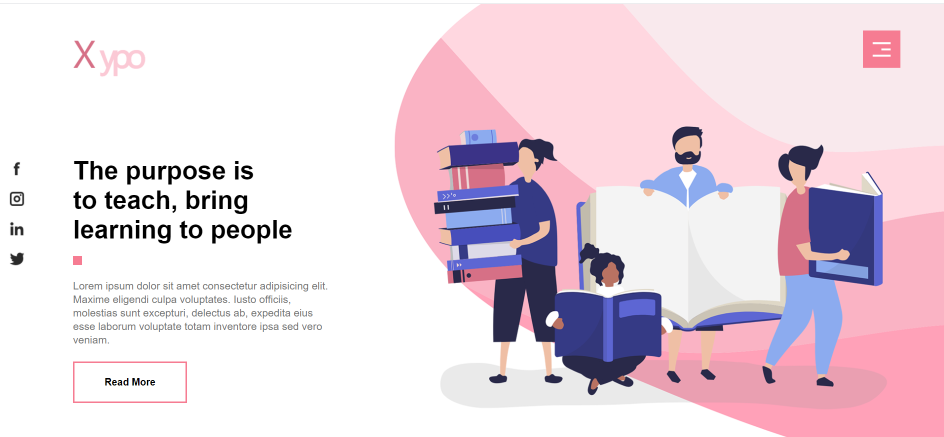 X ypo
The purpose is
to teach, bring
learning to people
Lorem ipsum dolor sit amet consectetur adipisicing elit.
Maxime eligendi culpa voluptates. Iusto officiis,
molestias sunt excepturi, delectus ab, expedita eius
esse laborum voluptate totam inventore ipsa sed vero
veniam.
Read More